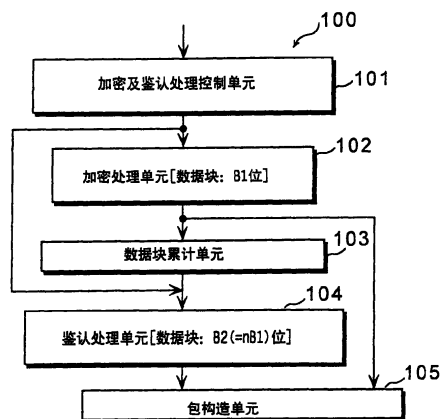 100
加密及鉴认处理控制单元
101
102
加密处理单元[数据块：B1位]
数据块累计单元
103
104
鉴认处理单元[数据块：B2(=nB1)位]
105
包构造单元